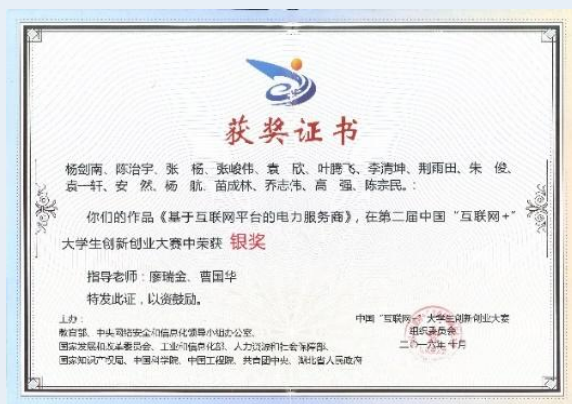 获奖证书
杨剑南、陈治宇、张 杨、张峻伟、袁 欣、叶腾飞、李清坤、荆雨田、朱 俊、
袁一轩、安 然、杨 航、苗成林、乔志伟、高 强、陈宗民。：
你们的作品《基于互联网平台的电力服务商》，在第二届中国“互联网+”
大学生创新创业大赛中荣获 银奖
指导老师：廖瑞金、曹国华
特发此证，以资鼓励。
主办：
教育部、中央网络安全和信息化领导小组办公室、
国家发展和改革委员会、工业和信息化部、人力资源和社会保障部、
国家知识产权局、中国科学院、中国工程院、共青团中央、湖北省人民政府
中国“互联网+”大学生创新创业大赛
组织委员会
二〇一六年十月